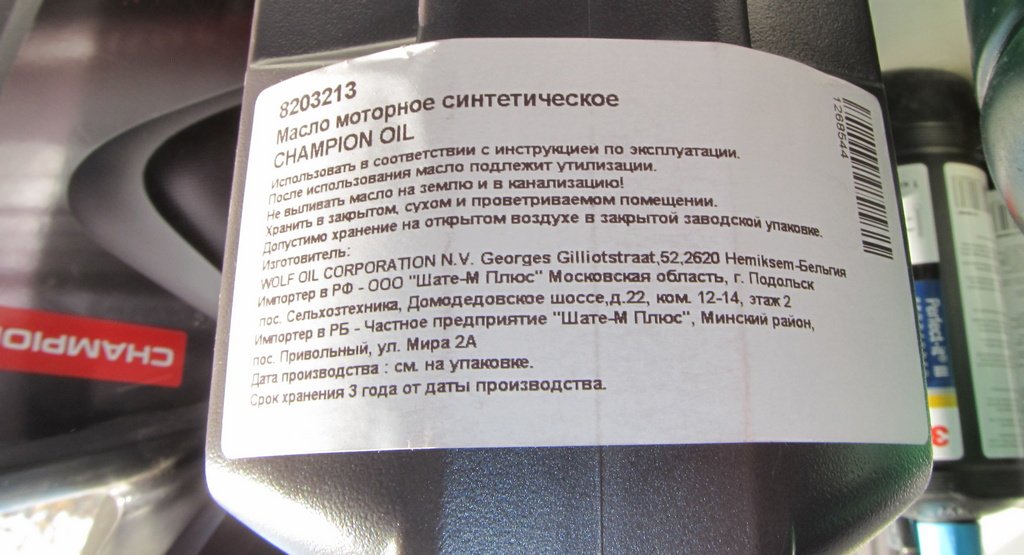 8203213
Масло моторное синтетическое
CHAMPION OIL
Использовать в соответствии с инструкцией по эксплуатации.
После использования масло подлежит утилизации.
Не выливать масло на землю и в канализацию!
Хранить в закрытом, сухом и проветриваемом помещении.
Допустимо хранение на открытом воздухе в закрытой заводской упаковке.
Изготовитель:
WOLF OIL CORPORATION N.V. Georges Gilliotstraat,52,2620 Hemiksem-Бельгия
Импортер в РФ - ООО "Шате-М Плюс" Московская область, г. Подольск
пос. Сельхозтехника, Домодедовское шоссе,д.22, ком. 12-14, этаж 2
Импортер в РБ - Частное предприятие "Шате-М Плюс", Минский район,
пос. Привольный, ул. Мира 2А
Дата производства : см. на упаковке.
Срок хранения 3 года от даты производства.
1268544
CHAMPION
3